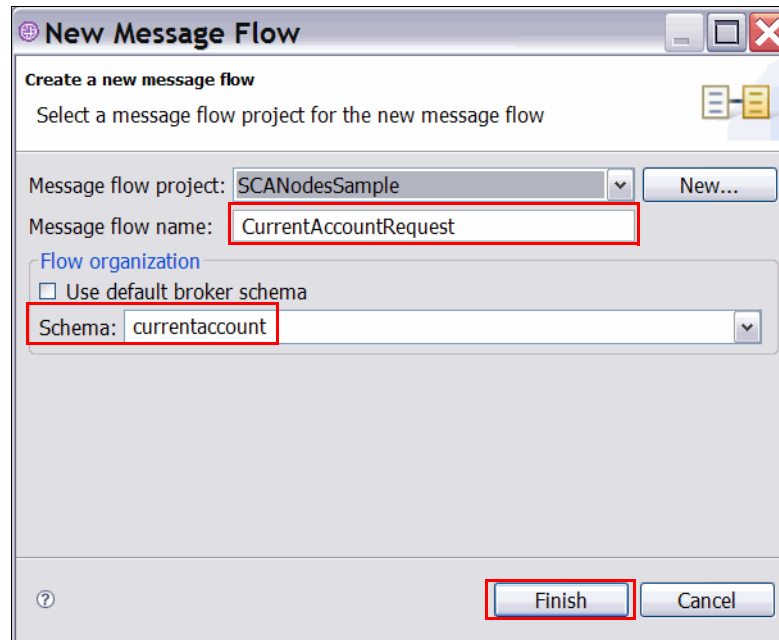 New Message Flow
Create a new message flow
Select a message flow project for the new message flow
Message flow project: SCANodesSample New...
Message flow name: CurrentAccountRequest
Flow organization
Use default broker schema
Schema: currentaccount
? Finish Cancel